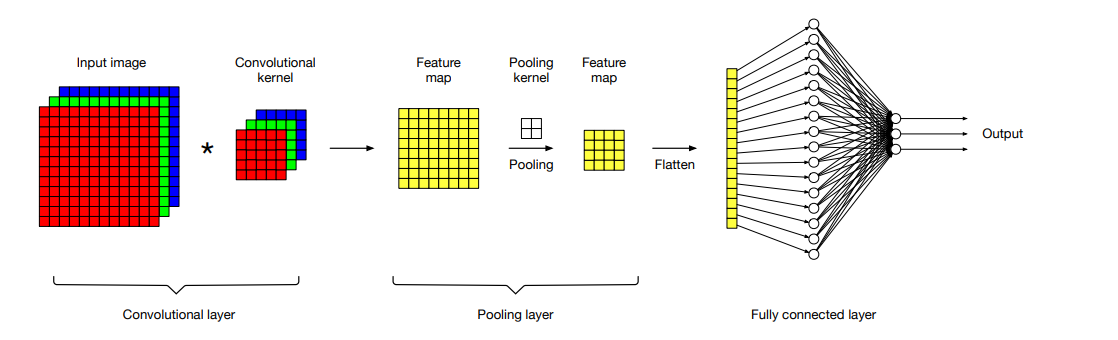 Input image
Convolutional
kernel
Feature
map
Pooling
kernel
Feature
map
*
Pooling
Flatten
Output
Convolutional layer
Pooling layer
Fully connected layer